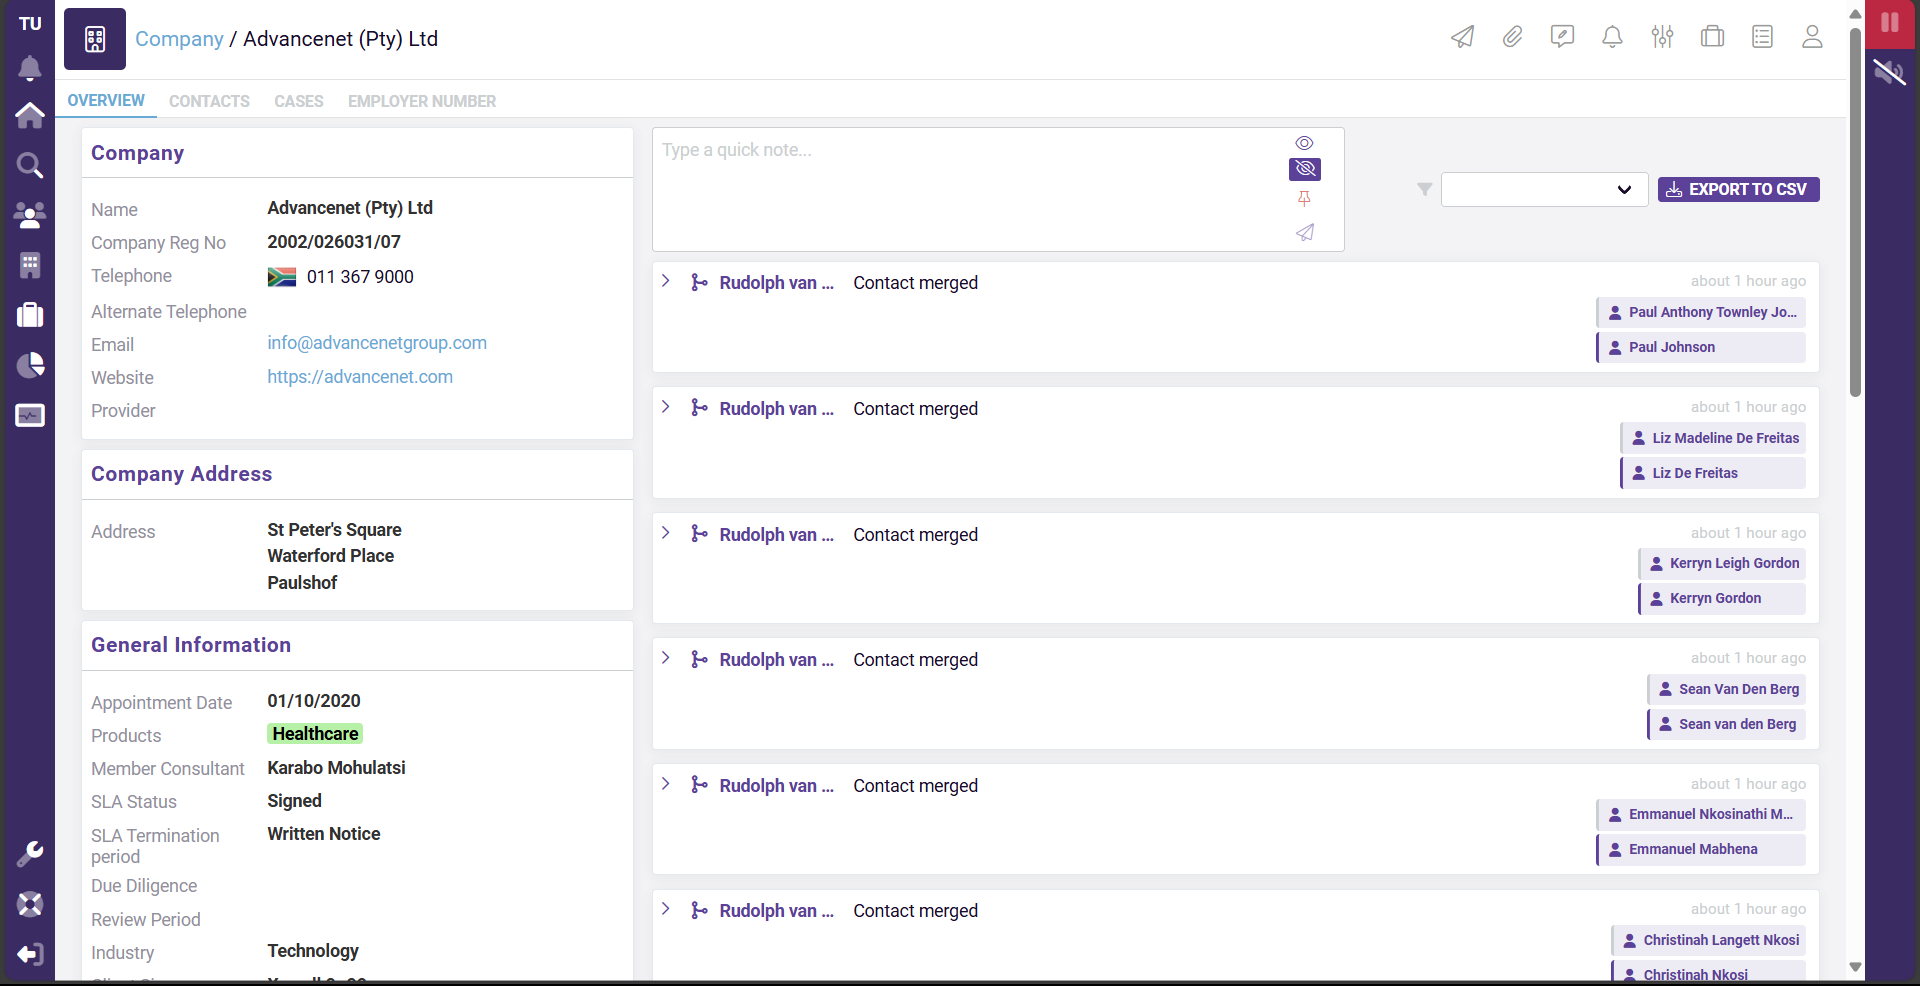 TU
Company / Advancenet (Pty) Ltd
OVERVIEW CONTACTS CASES EMPLOYER NUMBER
Company
Name Advancenet (Pty) Ltd
Company Reg No 2002/026031/07
Telephone 011 367 9000
Alternate Telephone
Email info@advancenetgroup.com
Website https://advancenet.com
Provider
Company Address
Address St Peter's Square
Waterford Place
Paulshof
General Information
Appointment Date 01/10/2020
Products Healthcare
Member Consultant Karabo Mohulatsi
SLA Status Signed
SLA Termination period Written Notice
Due Diligence
Review Period
Industry Technology
Type a quick note...
EXPORT TO CSV
Rudolph van ... Contact merged about 1 hour ago
Paul Anthony Townley Jo...
Paul Johnson
Rudolph van ... Contact merged about 1 hour ago
Liz Madeline De Freitas
Liz De Freitas
Rudolph van ... Contact merged about 1 hour ago
Kerryn Leigh Gordon
Kerryn Gordon
Rudolph van ... Contact merged about 1 hour ago
Sean Van Den Berg
Sean van den Berg
Rudolph van ... Contact merged about 1 hour ago
Emmanuel Nkosinathi M...
Emmanuel Mabhena
Rudolph van ... Contact merged about 1 hour ago
Christinah Langett Nkosi
Christinah Nkosi